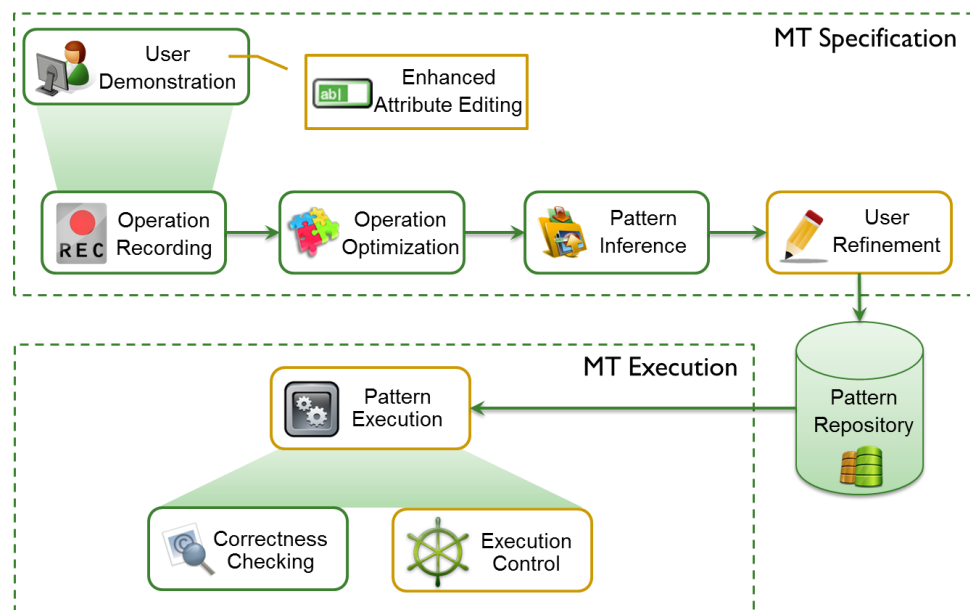 MT Specification
User
Demonstration
ab|
Enhanced
Attribute Editing
REC
Operation
Recording
Operation
Optimization
Pattern
Inference
User
Refinement
MT Execution
Pattern
Execution
Pattern
Repository
C
Correctness
Checking
Execution
Control